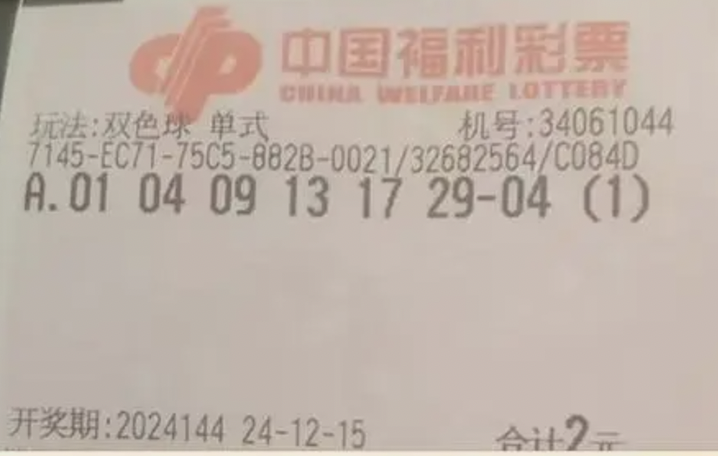 中国福利彩票
CHINA WELFARE LOTTERY
玩法:双色球 单式 机号:34061044
7145-EC71-75C5-882B-0021/32682564/C084D
A.01 04 09 13 17 29-04 (1)
开奖期:2024144 24-12-15 合计2元